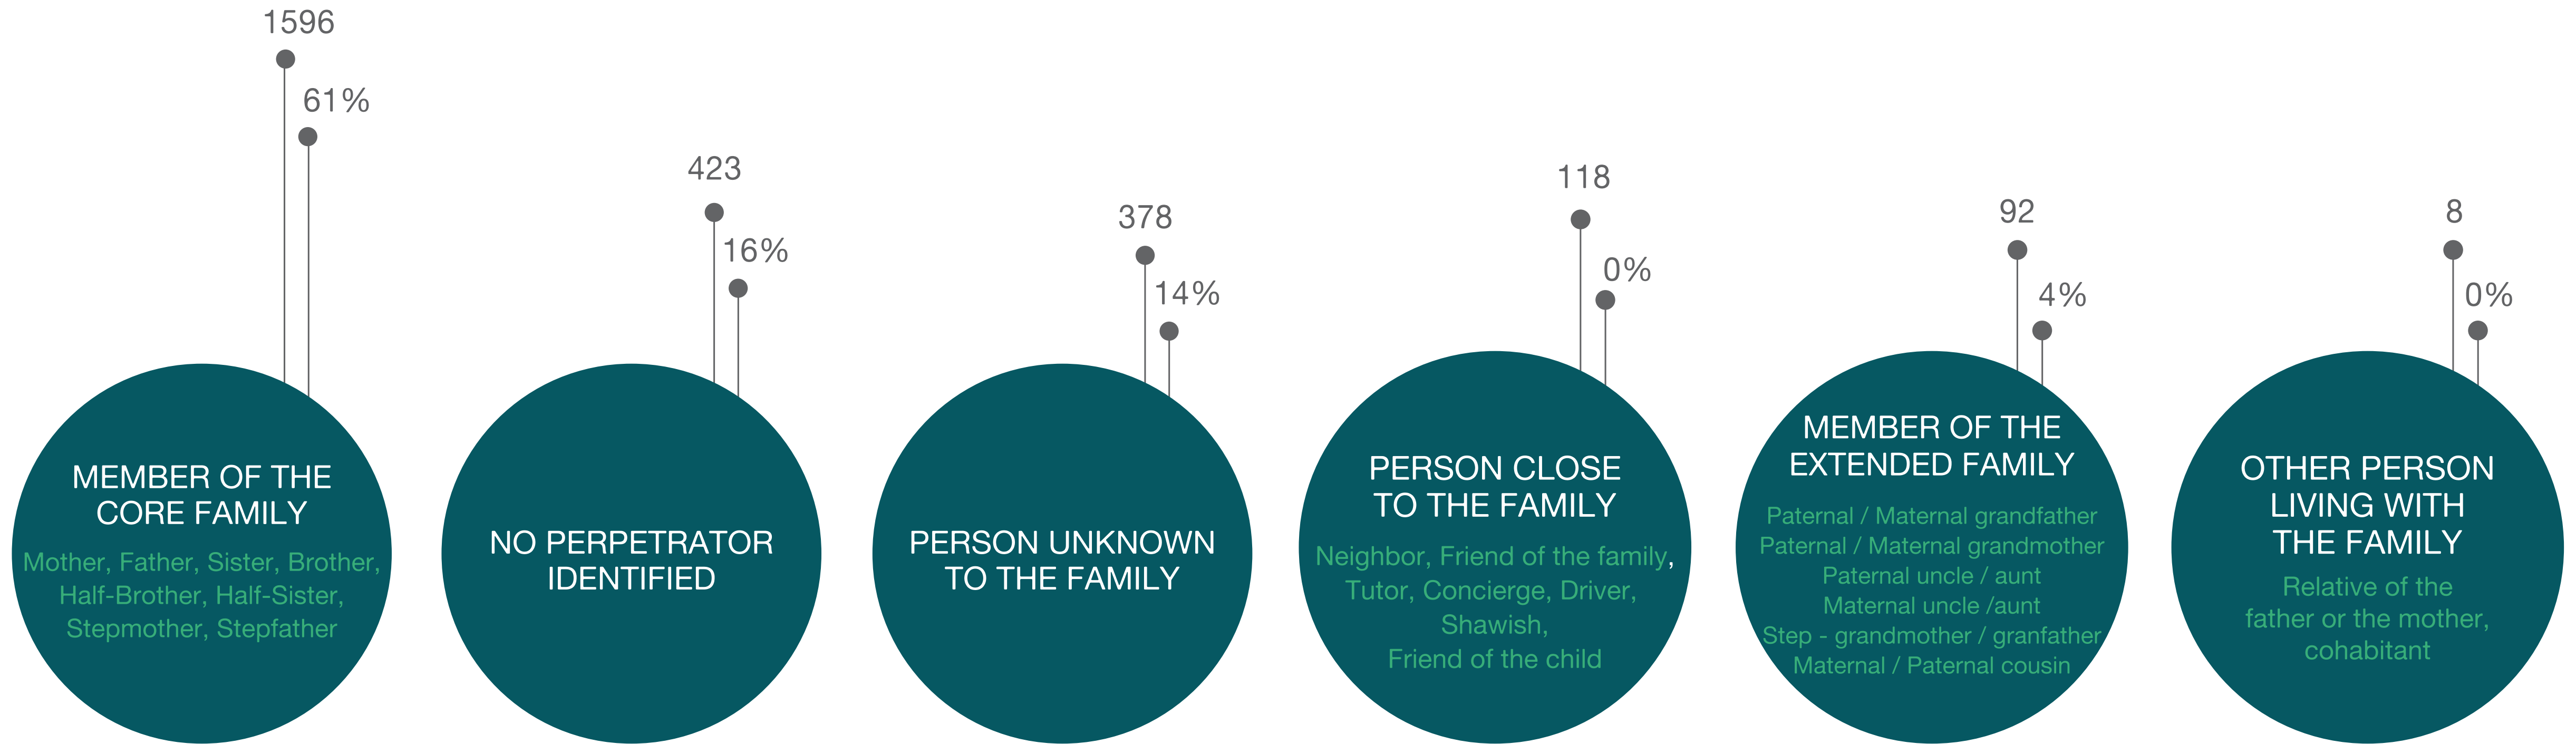 1596
61%
MEMBER OF THE
CORE FAMILY
Mother, Father, Sister, Brother,
Half-Brother, Half-Sister,
Stepmother, Stepfather
423
16%
NO PERPETRATOR
IDENTIFIED
378
14%
PERSON UNKNOWN
TO THE FAMILY
118
0%
PERSON CLOSE
TO THE FAMILY
Neighbor, Friend of the family,
Tutor, Concierge, Driver,
Shawish,
Friend of the child
92
4%
MEMBER OF THE
EXTENDED FAMILY
Paternal / Maternal grandfather
Paternal / Maternal grandmother
Paternal uncle / aunt
Maternal uncle /aunt
Step - grandmother / granfather
Maternal / Paternal cousin
8
0%
OTHER PERSON
LIVING WITH
THE FAMILY
Relative of the
father or the mother,
cohabitant